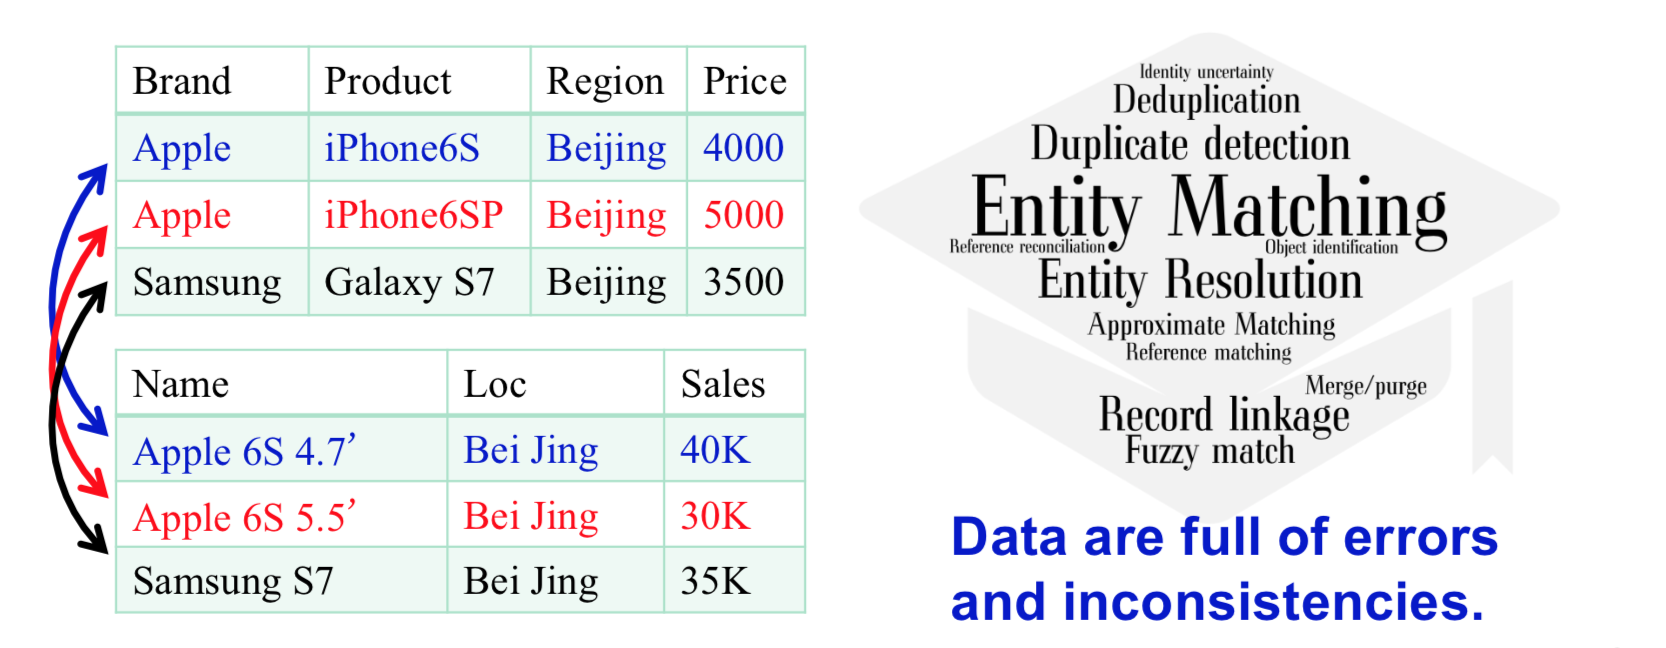 Brand Product Region Price
Apple iPhone6S Beijing 4000
Apple iPhone6SP Beijing 5000
Samsung Galaxy S7 Beijing 3500
Name Loc Sales
Apple 6S 4.7’ Bei Jing 40K
Apple 6S 5.5’ Bei Jing 30K
Samsung S7 Bei Jing 35K
Identity uncertainty
Deduplication
Duplicate detection
Entity Matching
Reference reconciliation Object identification
Entity Resolution
Approximate Matching
Reference matching
Merge/purge
Record linkage
Fuzzy match
Data are full of errors
and inconsistencies.